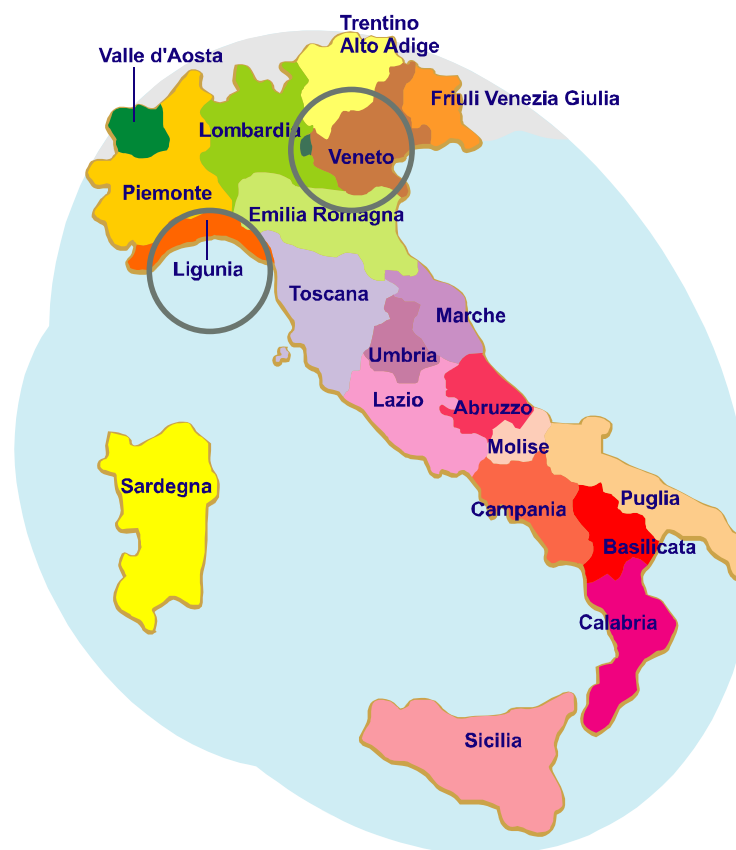 Trentino
Alto Adige
Valle d'Aosta
Friuli Venezia Giulia
Lombardia
Veneto
Piemonte
Emilia Romagna
Ligunia
Toscana
Marche
Umbria
Lazio
Abruzzo
Molise
Sardegna
Puglia
Campania
Basilicata
Calabria
Sicilia